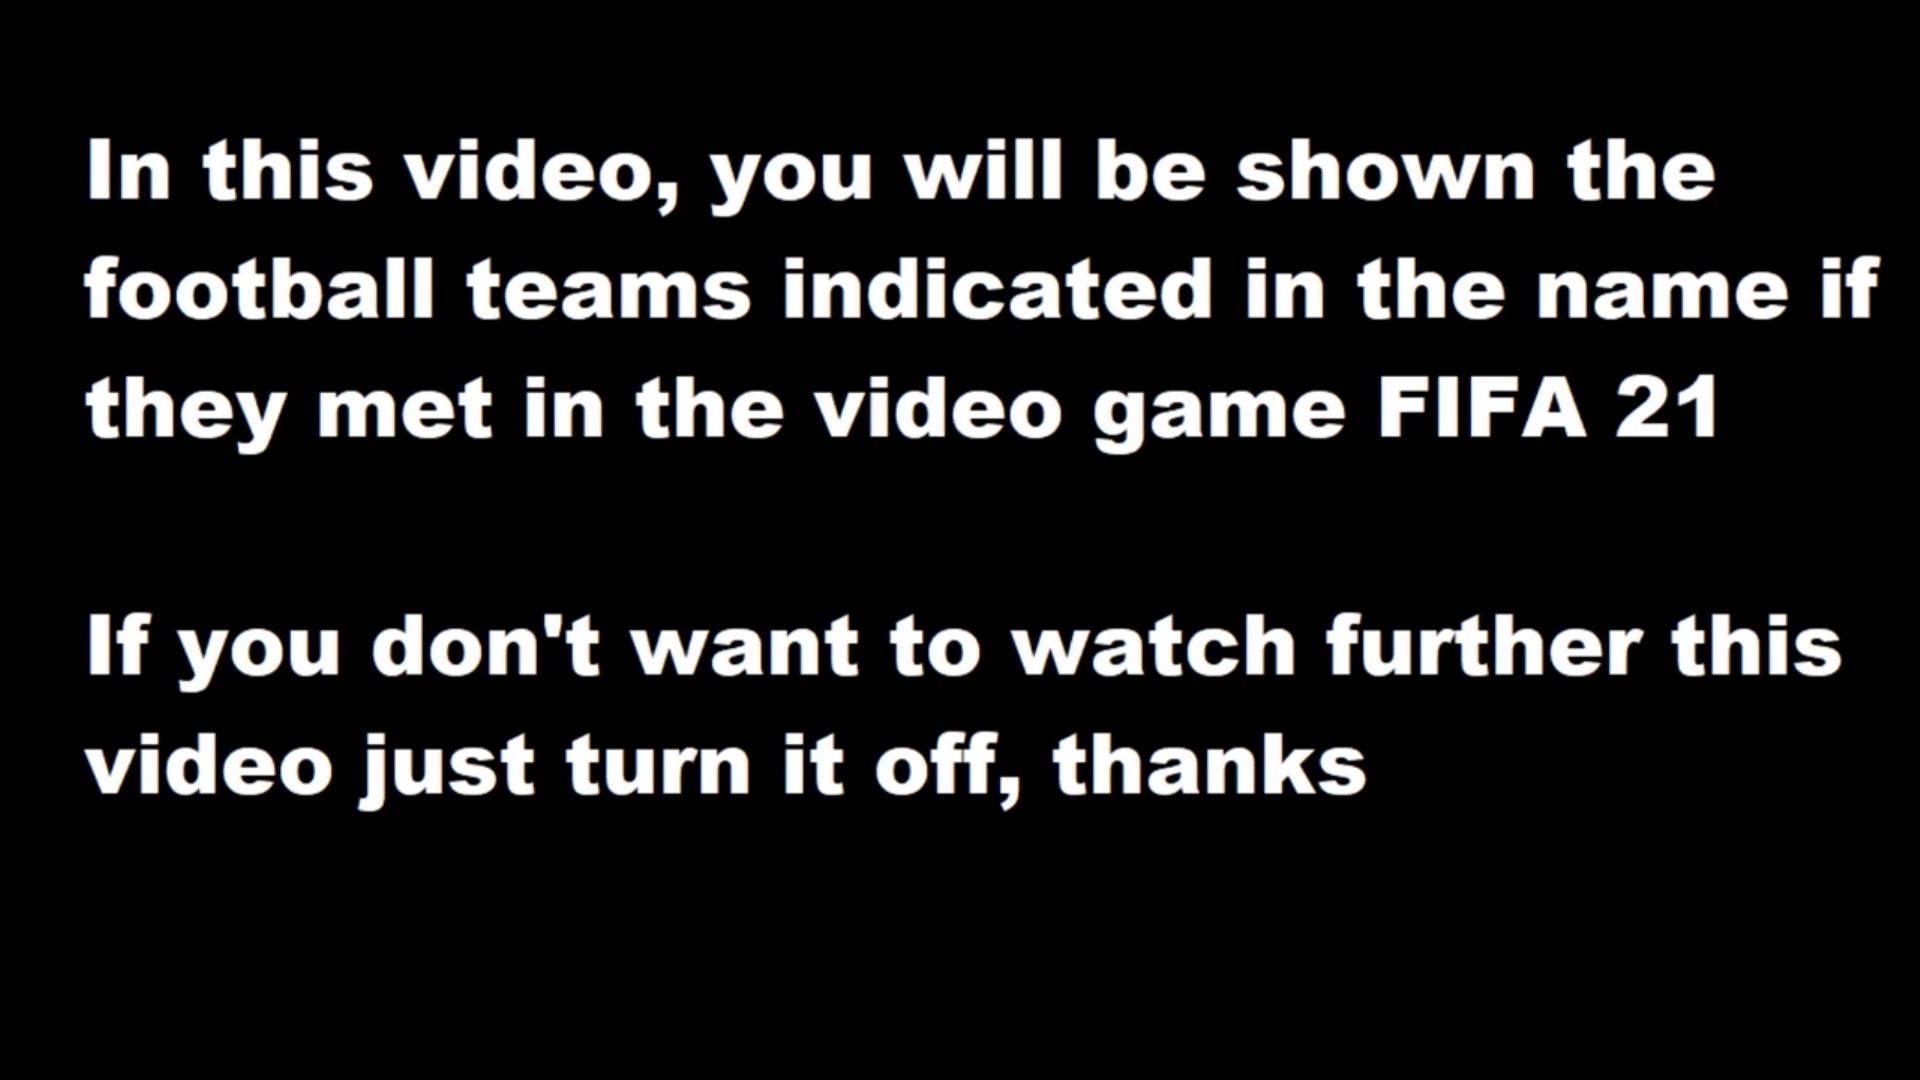 In this video, you will be shown the
football teams indicated in the name if
they met in the video game FIFA 21
If you don't want to watch further this
video just turn it off, thanks